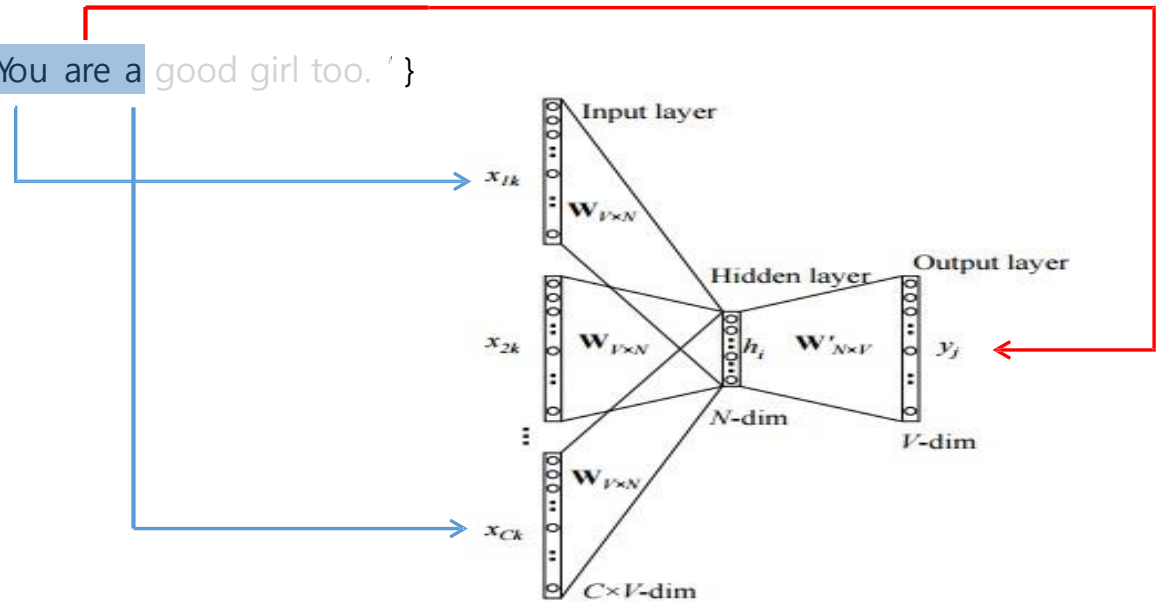 You are a good girl too. ‘ }
Input layer
x1k
WV×N
Hidden layer
Output layer
x2k
WV×N
hi
W'N×V
yj
N-dim
V-dim
WV×N
xCk
C×V-dim